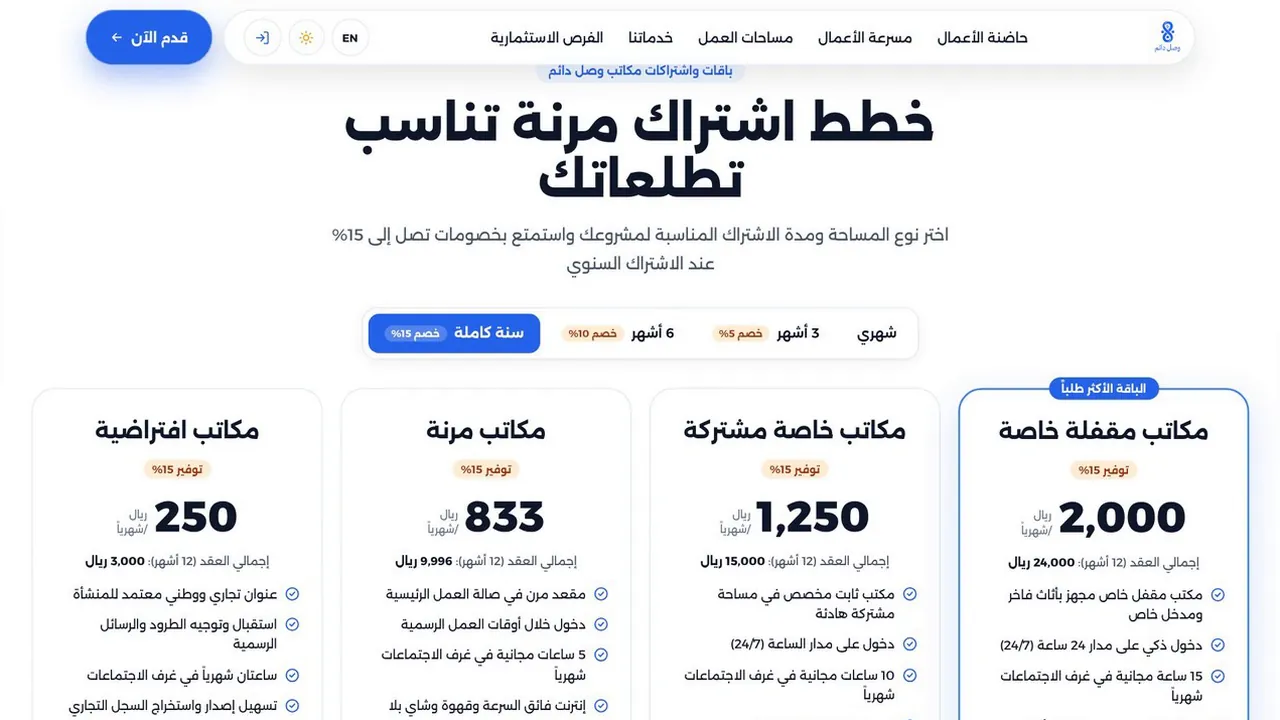 وصل دائم
حاضنة الأعمال
مسرعة الأعمال
مساحات العمل
خدماتنا
الفرص الاستثمارية
EN
قدم الآن ←
باقات واشتراكات مكاتب وصل دائم
خطط اشتراك مرنة تناسب
تطلعاتك
اختر نوع المساحة ومدة الاشتراك المناسبة لمشروعك واستمتع بخصومات تصل إلى 15%
عند الاشتراك السنوي
شهري
3 أشهر خصم 5%
6 أشهر خصم 10%
سنة كاملة خصم 15%
الباقة الأكثر طلباً
مكاتب مقفلة خاصة
توفير 15%
2,000 ريال
/شهرياً
إجمالي العقد (12 أشهر): 24,000 ريال
مكتب مقفل خاص مجهز بأثاث فاخر
ومدخل خاص
دخول ذكي على مدار 24 ساعة (24/7)
15 ساعة مجانية في غرف الاجتماعات
شهرياً
مكاتب خاصة مشتركة
توفير 15%
1,250 ريال
/شهرياً
إجمالي العقد (12 أشهر): 15,000 ريال
مكتب ثابت مخصص في مساحة
مشتركة هادئة
دخول على مدار الساعة (24/7)
10 ساعات مجانية في غرف الاجتماعات
شهرياً
مكاتب مرنة
توفير 15%
833 ريال
/شهرياً
إجمالي العقد (12 أشهر): 9,996 ريال
مقعد مرن في صالة العمل الرئيسية
دخول خلال أوقات العمل الرسمية
5 ساعات مجانية في غرف الاجتماعات
شهرياً
إنترنت فائق السرعة وقهوة وشاي بلا
مكاتب افتراضية
توفير 15%
250 ريال
/شهرياً
إجمالي العقد (12 أشهر): 3,000 ريال
عنوان تجاري ووطني معتمد للمنشأة
استقبال وتوجيه الطرود والرسائل
الرسمية
ساعتان شهرياً في غرف الاجتماعات
تسهيل إصدار واستخراج السجل التجاري